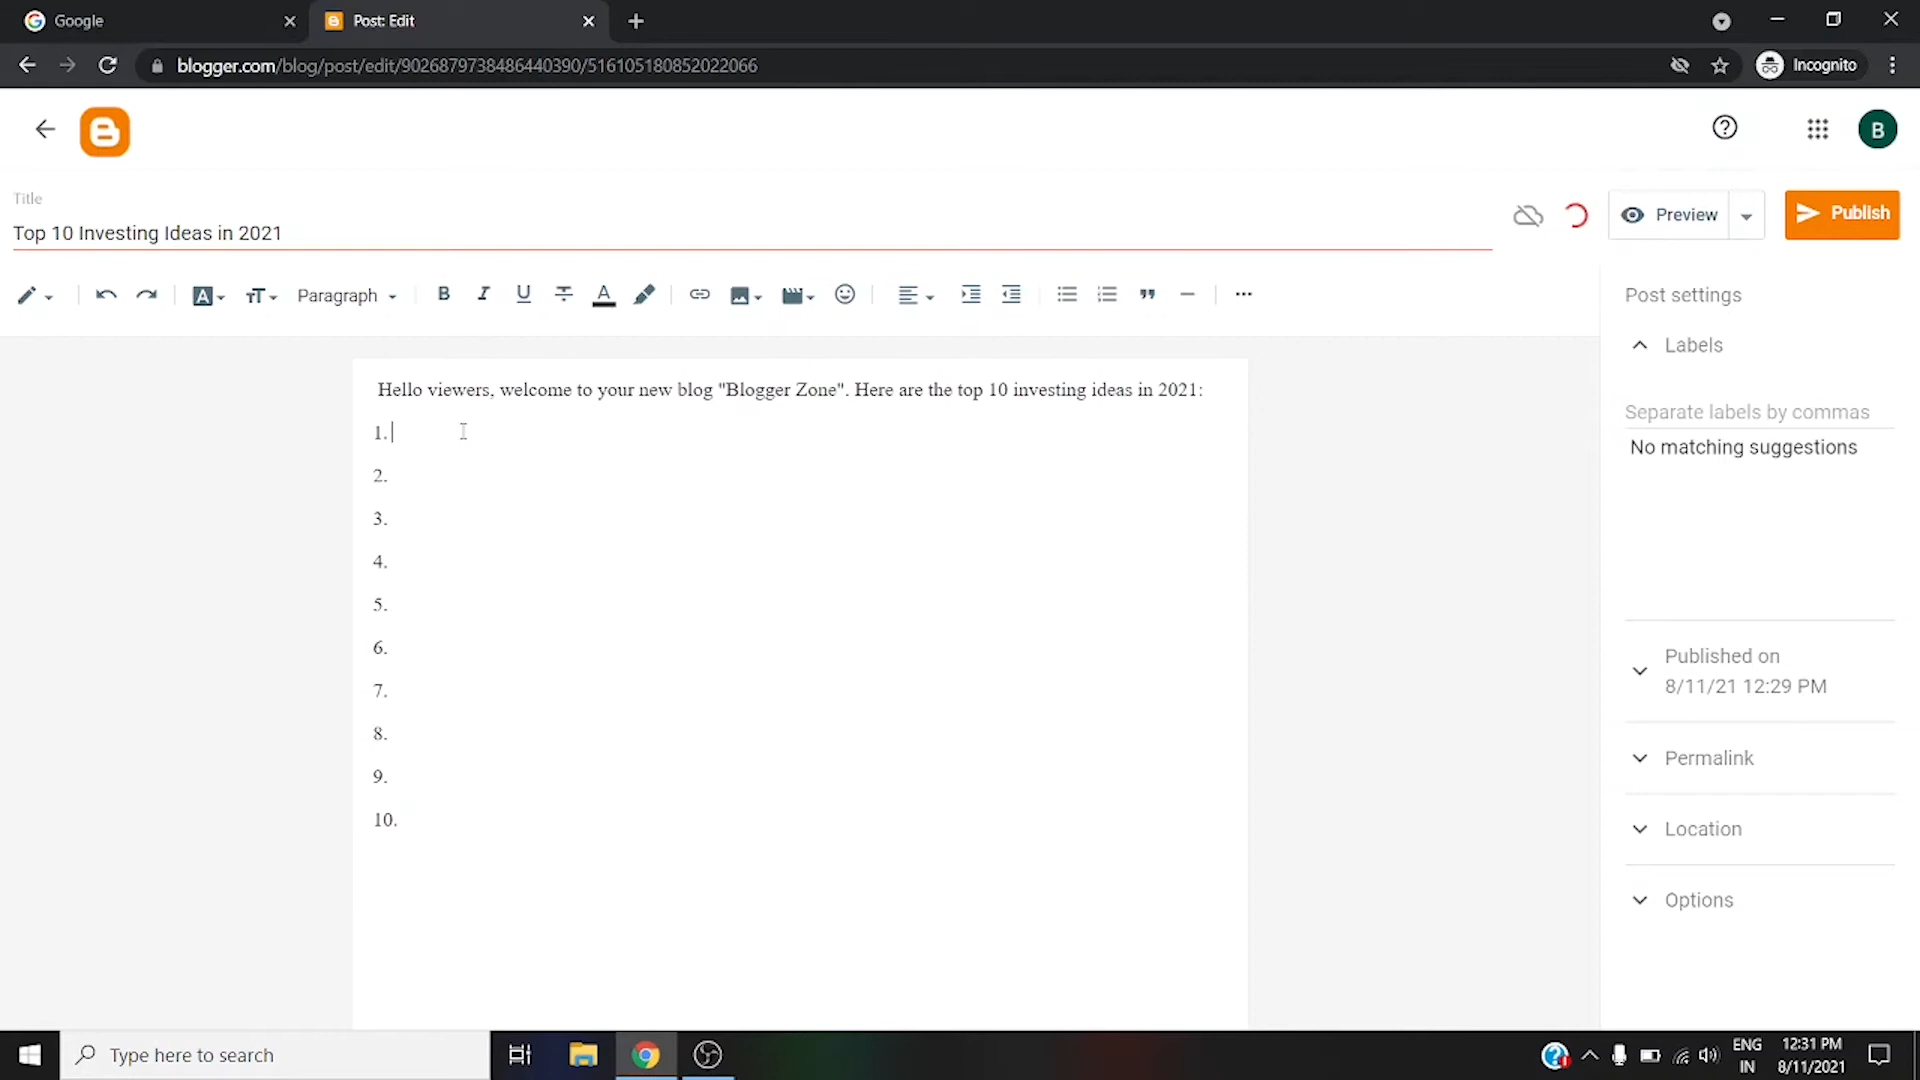 Google
Post: Edit
blogger.com/blog/post/edit/9026879738486440390/516105180852022066
Incognito
B
Title
Top 10 Investing Ideas in 2021
Preview
Publish
Paragraph
Post settings
Labels
Separate labels by commas
No matching suggestions
Hello viewers, welcome to your new blog "Blogger Zone". Here are the top 10 investing ideas in 2021:
1.
2.
3.
4.
5.
6.
7.
8.
9.
10.
Published on
8/11/21 12:29 PM
Permalink
Location
Options
Type here to search
ENG
IN
12:31 PM
8/11/2021